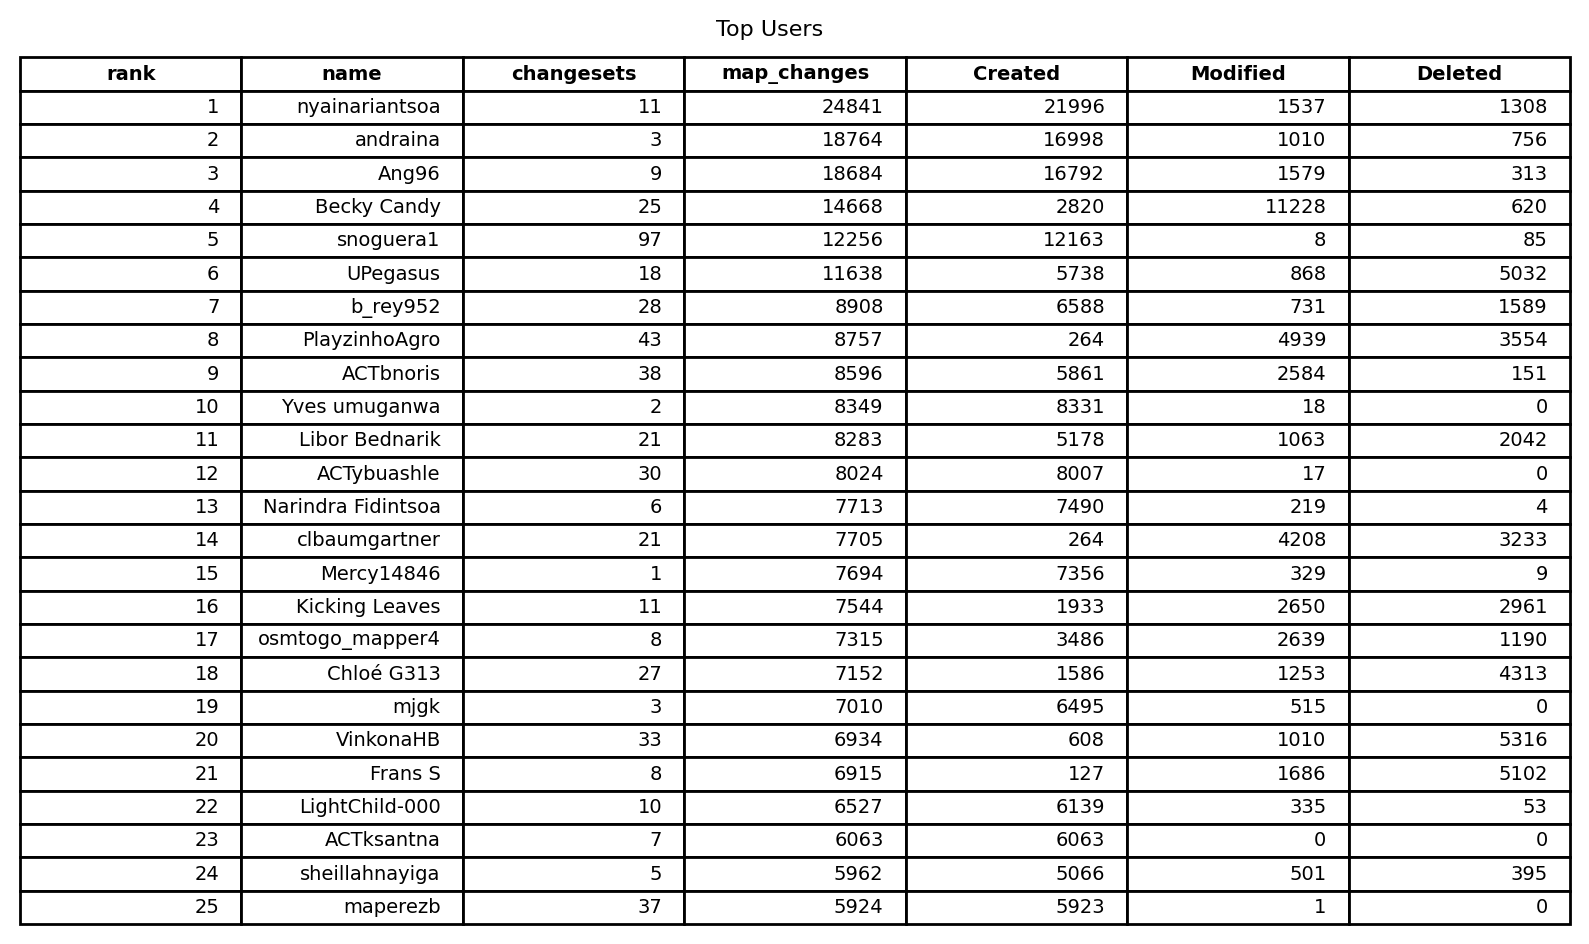 Top Users
rank name changesets map_changes Created Modified Deleted
1 nyainariantsoa 11 24841 21996 1537 1308
2 andraina 3 18764 16998 1010 756
3 Ang96 9 18684 16792 1579 313
4 Becky Candy 25 14668 2820 11228 620
5 snoguera1 97 12256 12163 8 85
6 UPegasus 18 11638 5738 868 5032
7 b_rey952 28 8908 6588 731 1589
8 PlayzinhoAgro 43 8757 264 4939 3554
9 ACTbnoris 38 8596 5861 2584 151
10 Yves umuganwa 2 8349 8331 18 0
11 Libor Bednarik 21 8283 5178 1063 2042
12 ACTybuashle 30 8024 8007 17 0
13 Narindra Fidintsoa 6 7713 7490 219 4
14 clbaumgartner 21 7705 264 4208 3233
15 Mercy14846 1 7694 7356 329 9
16 Kicking Leaves 11 7544 1933 2650 2961
17 osmtogo_mapper4 8 7315 3486 2639 1190
18 Chloé G313 27 7152 1586 1253 4313
19 mjgk 3 7010 6495 515 0
20 VinkonaHB 33 6934 608 1010 5316
21 Frans S 8 6915 127 1686 5102
22 LightChild-000 10 6527 6139 335 53
23 ACTksantna 7 6063 6063 0 0
24 sheillahnayiga 5 5962 5066 501 395
25 maperezb 37 5924 5923 1 0